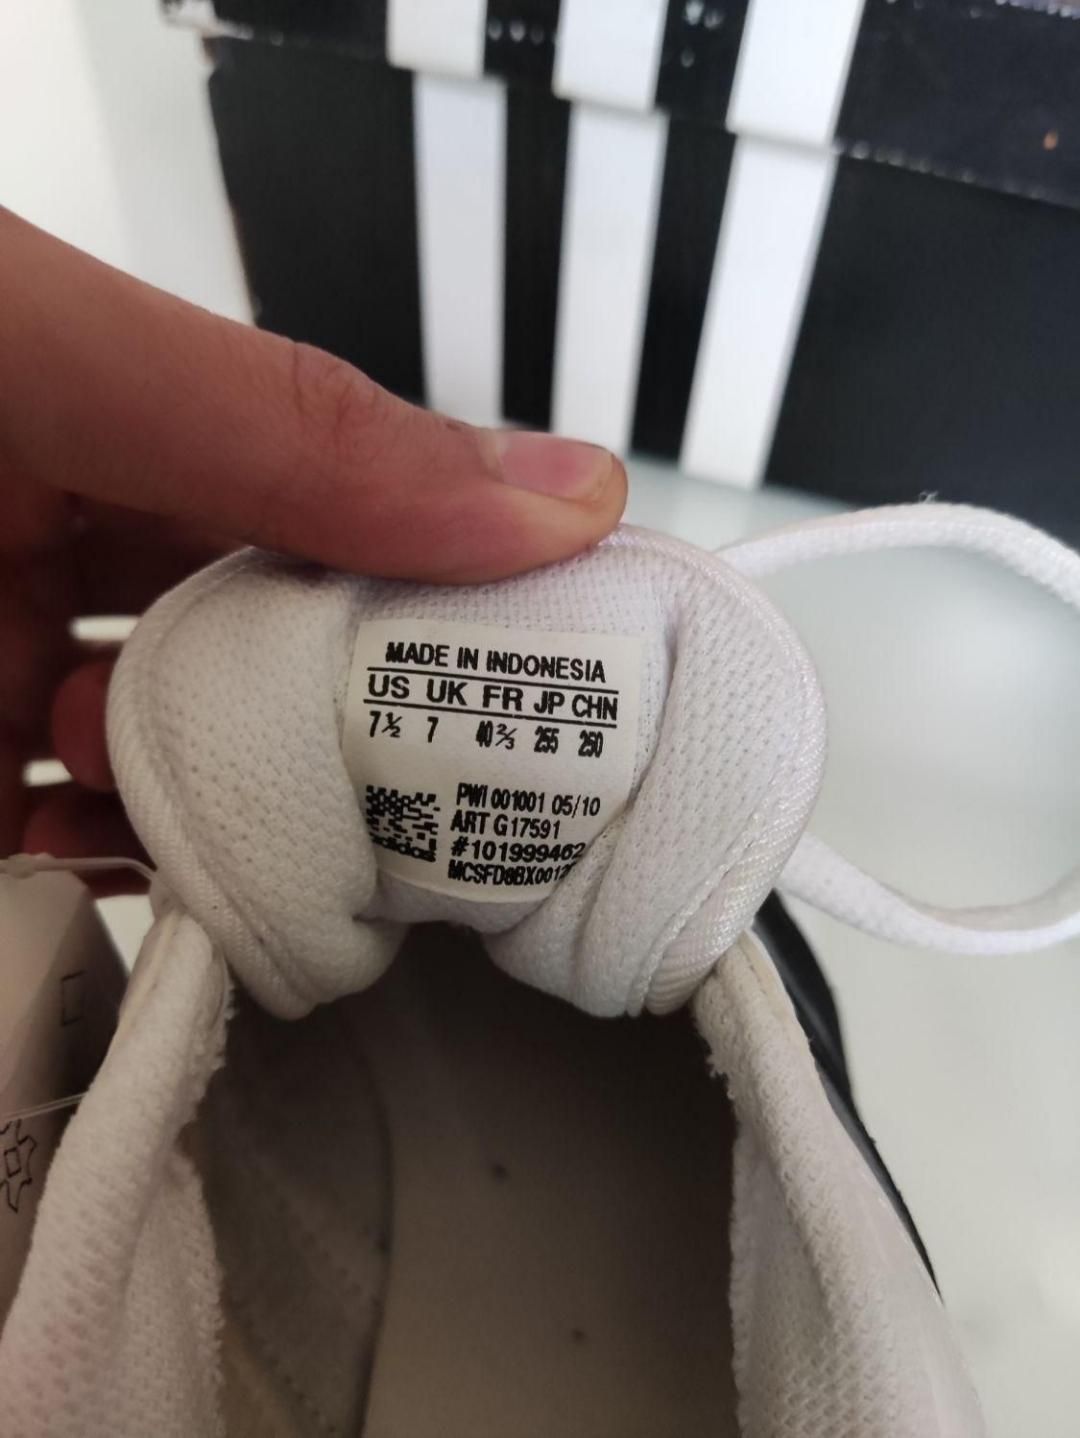 MADE IN INDONESIA
US UK FR JP CHN
7½ 7 40⅔ 255 250
PWI 001001 05/10
ART G17591
#101999462
adidas